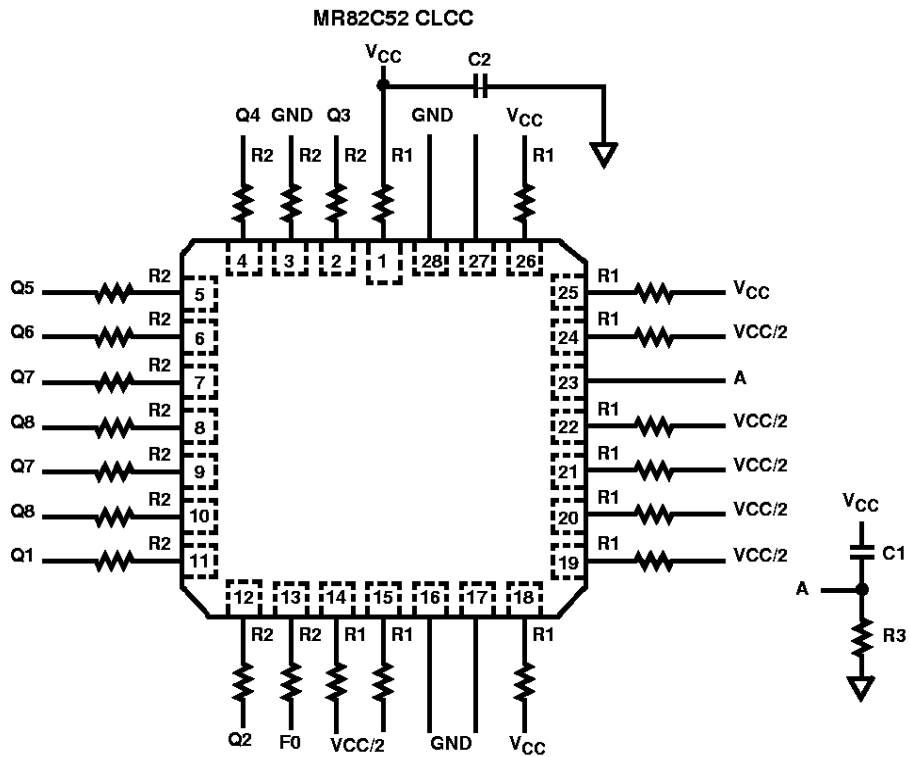 MR82C52 CLCC
VCC
C2
Q4 GND Q3 GND VCC
R2 R2 R2 R1 R1
4 3 2 1 28 27 26
Q5 R2 5 25 R1 VCC
Q6 R2 6 24 R1 VCC/2
Q7 R2 7 23 A
Q8 R2 8 22 R1 VCC/2
Q7 R2 9 21 R1 VCC/2
Q8 R2 10 20 R1 VCC/2
Q1 R2 11 19 R1 VCC/2
12 13 14 15 16 17 18
R2 R2 R1 R1 R1
Q2 F0 VCC/2 GND VCC
VCC
C1
A
R3